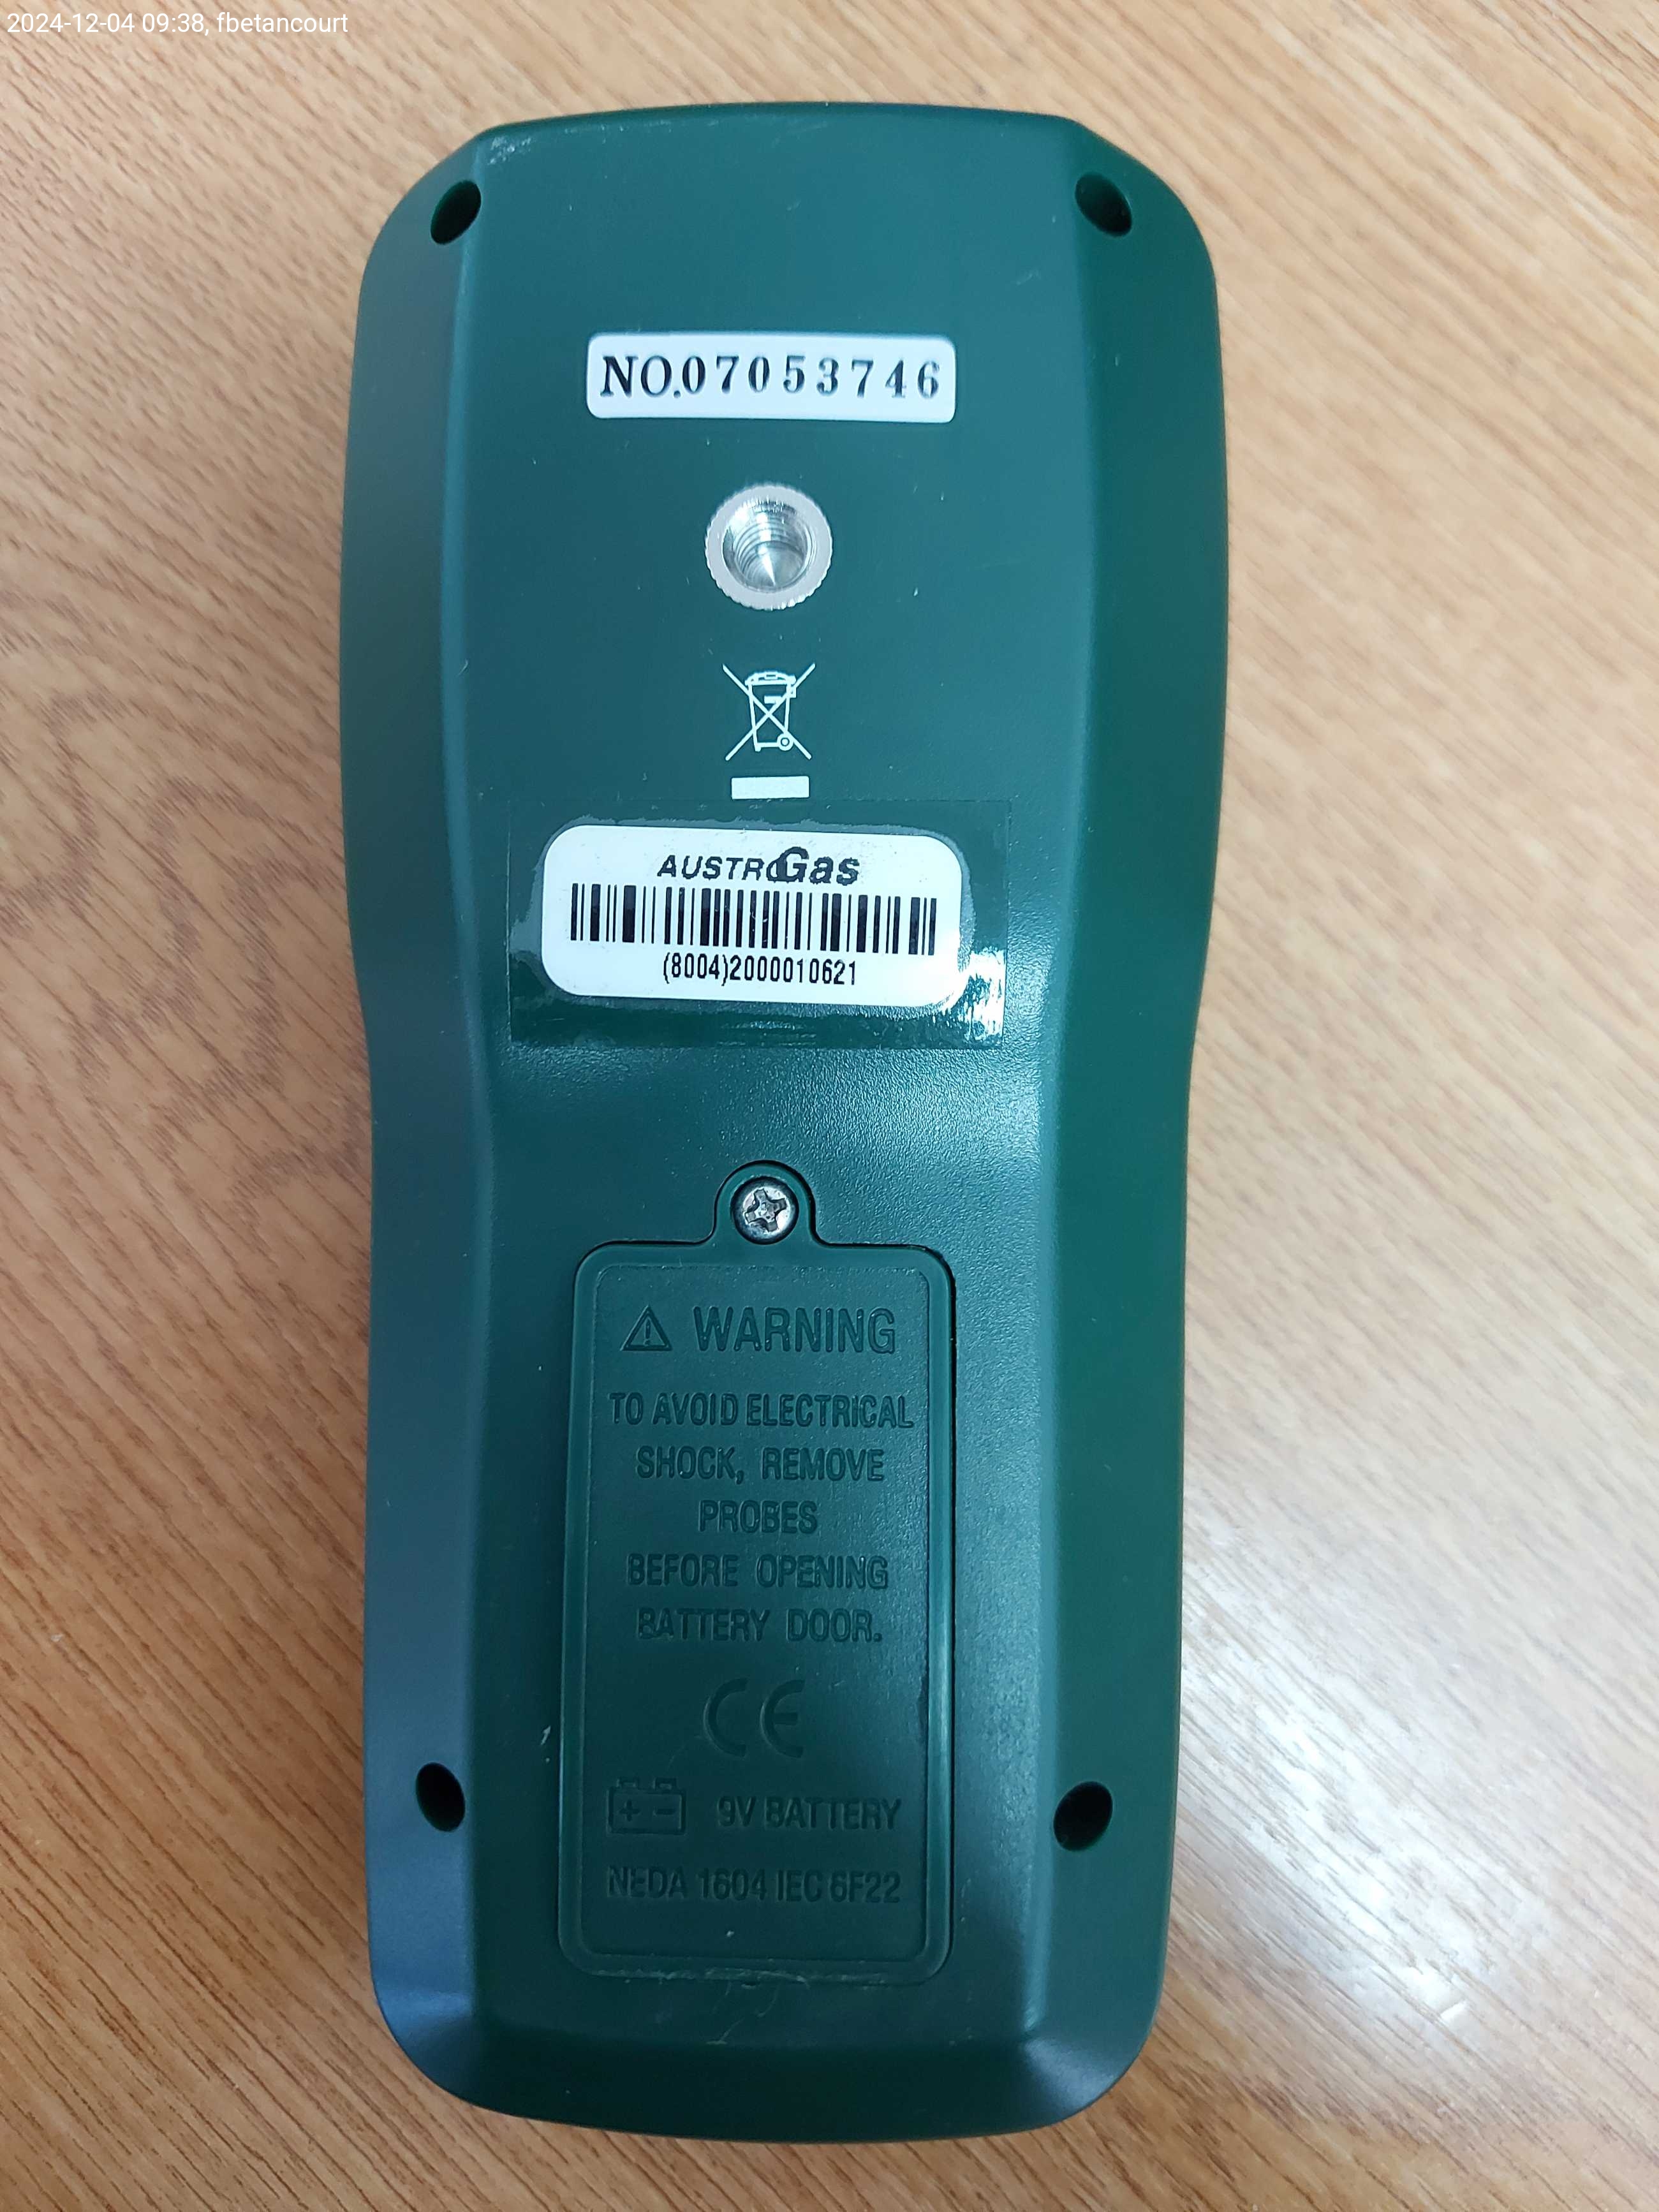 2024-12-04 09:38, fbetancourt
NO.07053746
AUSTROGas
(8004)2000010621
WARNING
TO AVOID ELECTRICAL
SHOCK, REMOVE
PROBES
BEFORE OPENING
BATTERY DOOR.
CE
+ - 9V BATTERY
NEDA 1604 IEC 6F22